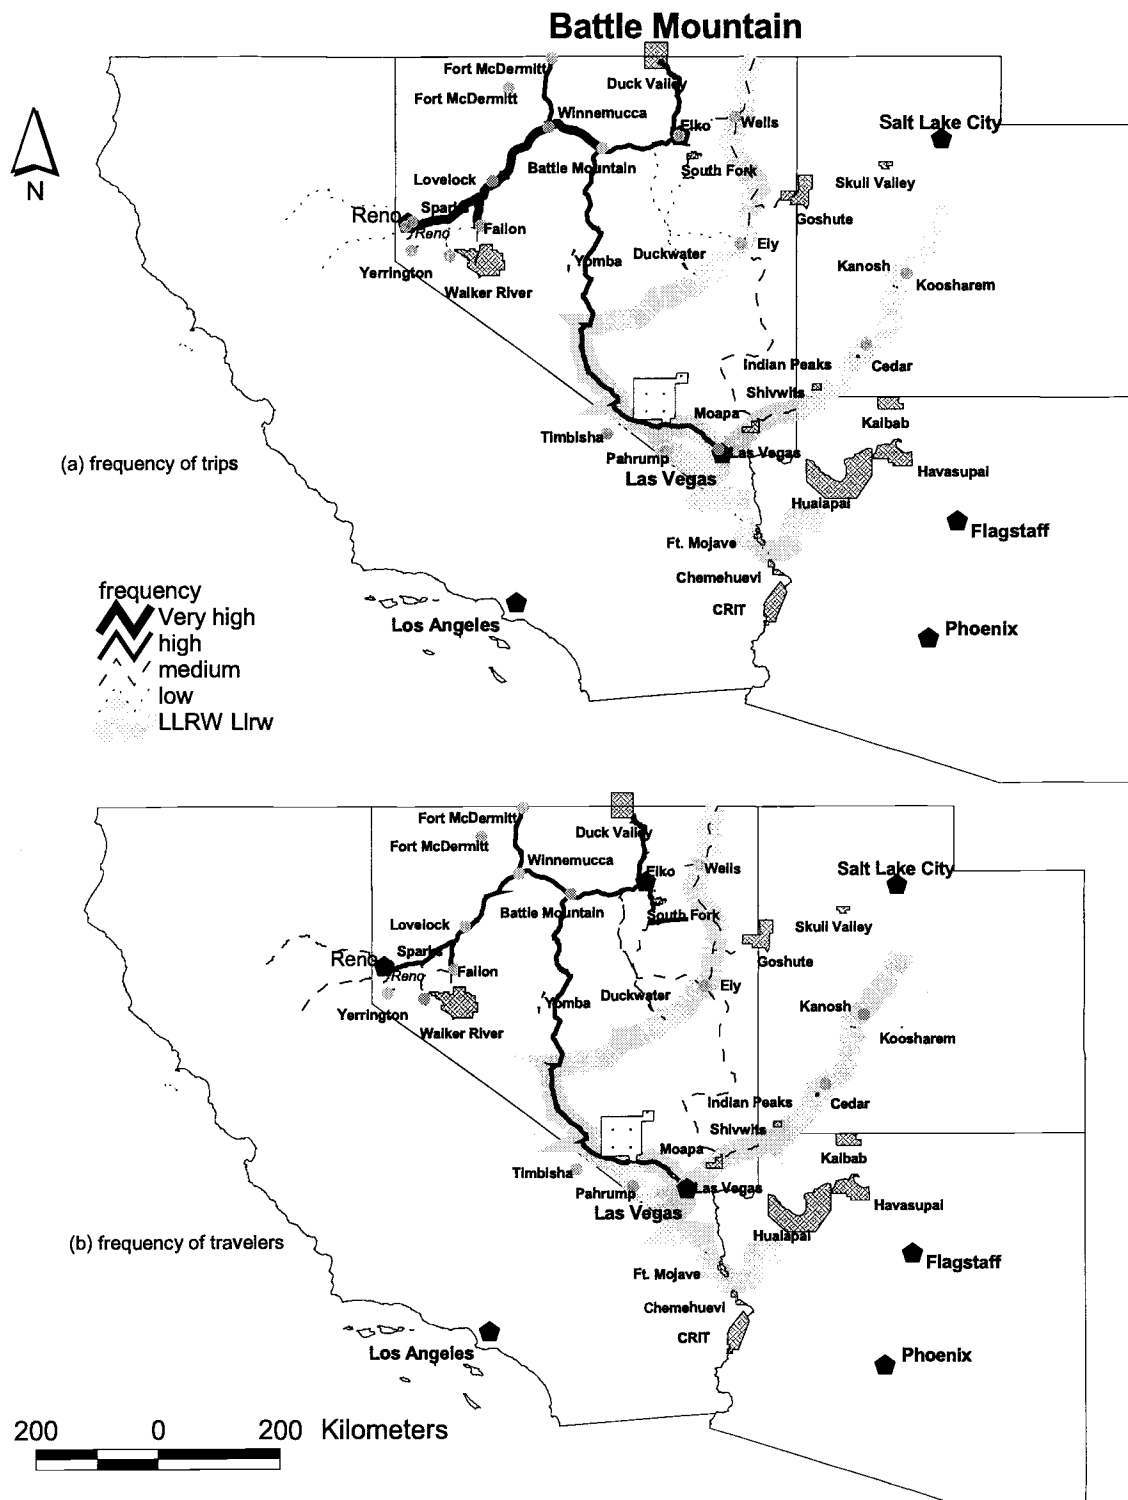 Battle Mountain
Fort McDermitt
Duck Valley
Fort McDermitt
Winnemucca
Elko
Wells
Salt Lake City
N
Battle Mountain
South Fork
Skull Valley
Lovelock
Sparks
Reno
Reno
Fallon
Goshute
Ely
Yomba
Duckwater
Yerrington
Kanosh
Koosharem
Walker River
Indian Peaks
Cedar
Shivwits
Moapa
Kaibab
Timbisha
Las Vegas
(a) frequency of trips
Pahrump
Las Vegas
Havasupai
Hualapai
Flagstaff
Ft. Mojave
Chemehuevi
frequency
Very high
high
medium
low
LLRW Llrw
CRIT
Los Angeles
Phoenix
Fort McDermitt
Duck Valley
Fort McDermitt
Winnemucca
Elko
Wells
Salt Lake City
Battle Mountain
South Fork
Lovelock
Skull Valley
Sparks
Reno
Reno
Fallon
Goshute
Ely
Duckwater
Yomba
Yerrington
Kanosh
Walker River
Koosharem
Indian Peaks
Cedar
Shivwits
Moapa
Kaibab
Timbisha
Pahrump
Las Vegas
Las Vegas
Havasupai
(b) frequency of travelers
Hualapai
Flagstaff
Ft. Mojave
Chemehuevi
CRIT
Los Angeles
Phoenix
200 0 200 Kilometers